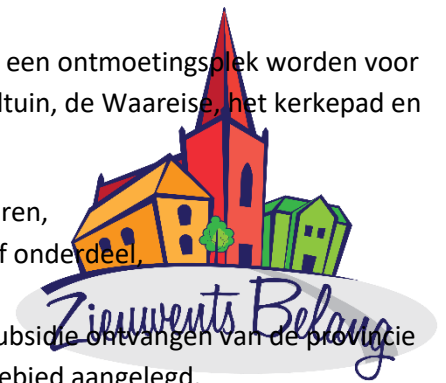 een ontmoetingsplek worden voor
ltuin, de Waareise, het kerkepad en
ren,
f onderdeel,
Zieuwents Belang
ubsidie ontvangen van de provincie
ebied aangelegd.